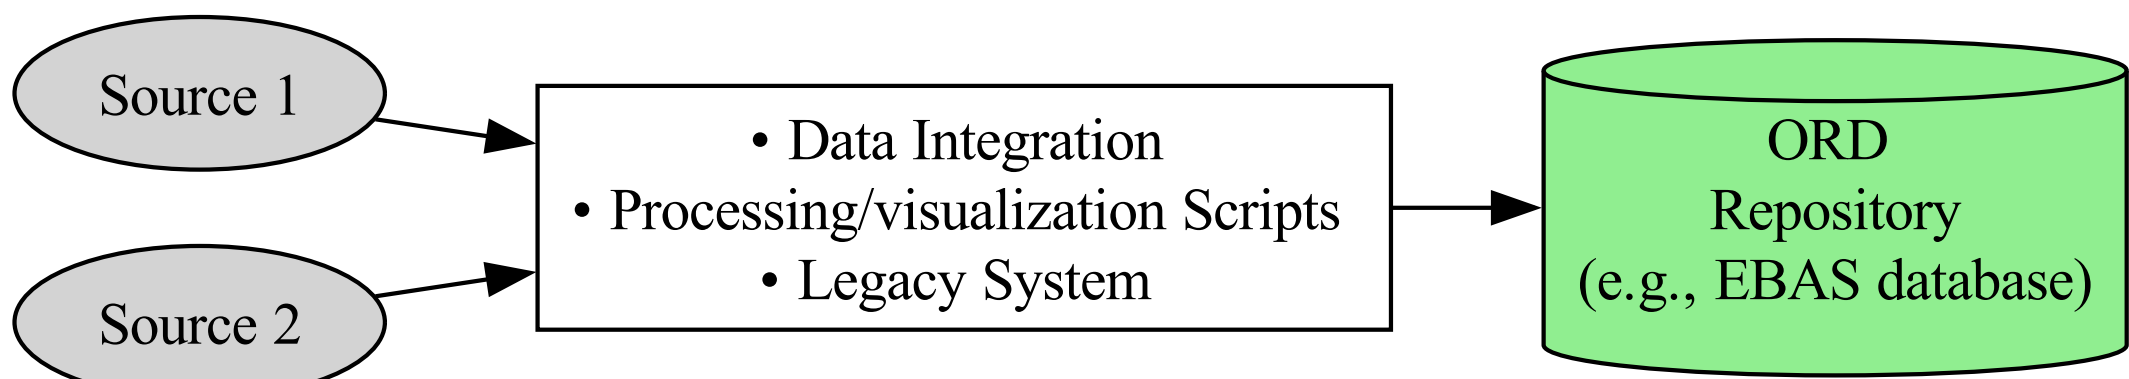 Source 1
Source 2
• Data Integration
• Processing/visualization Scripts
• Legacy System
ORD
Repository
(e.g., EBAS database)